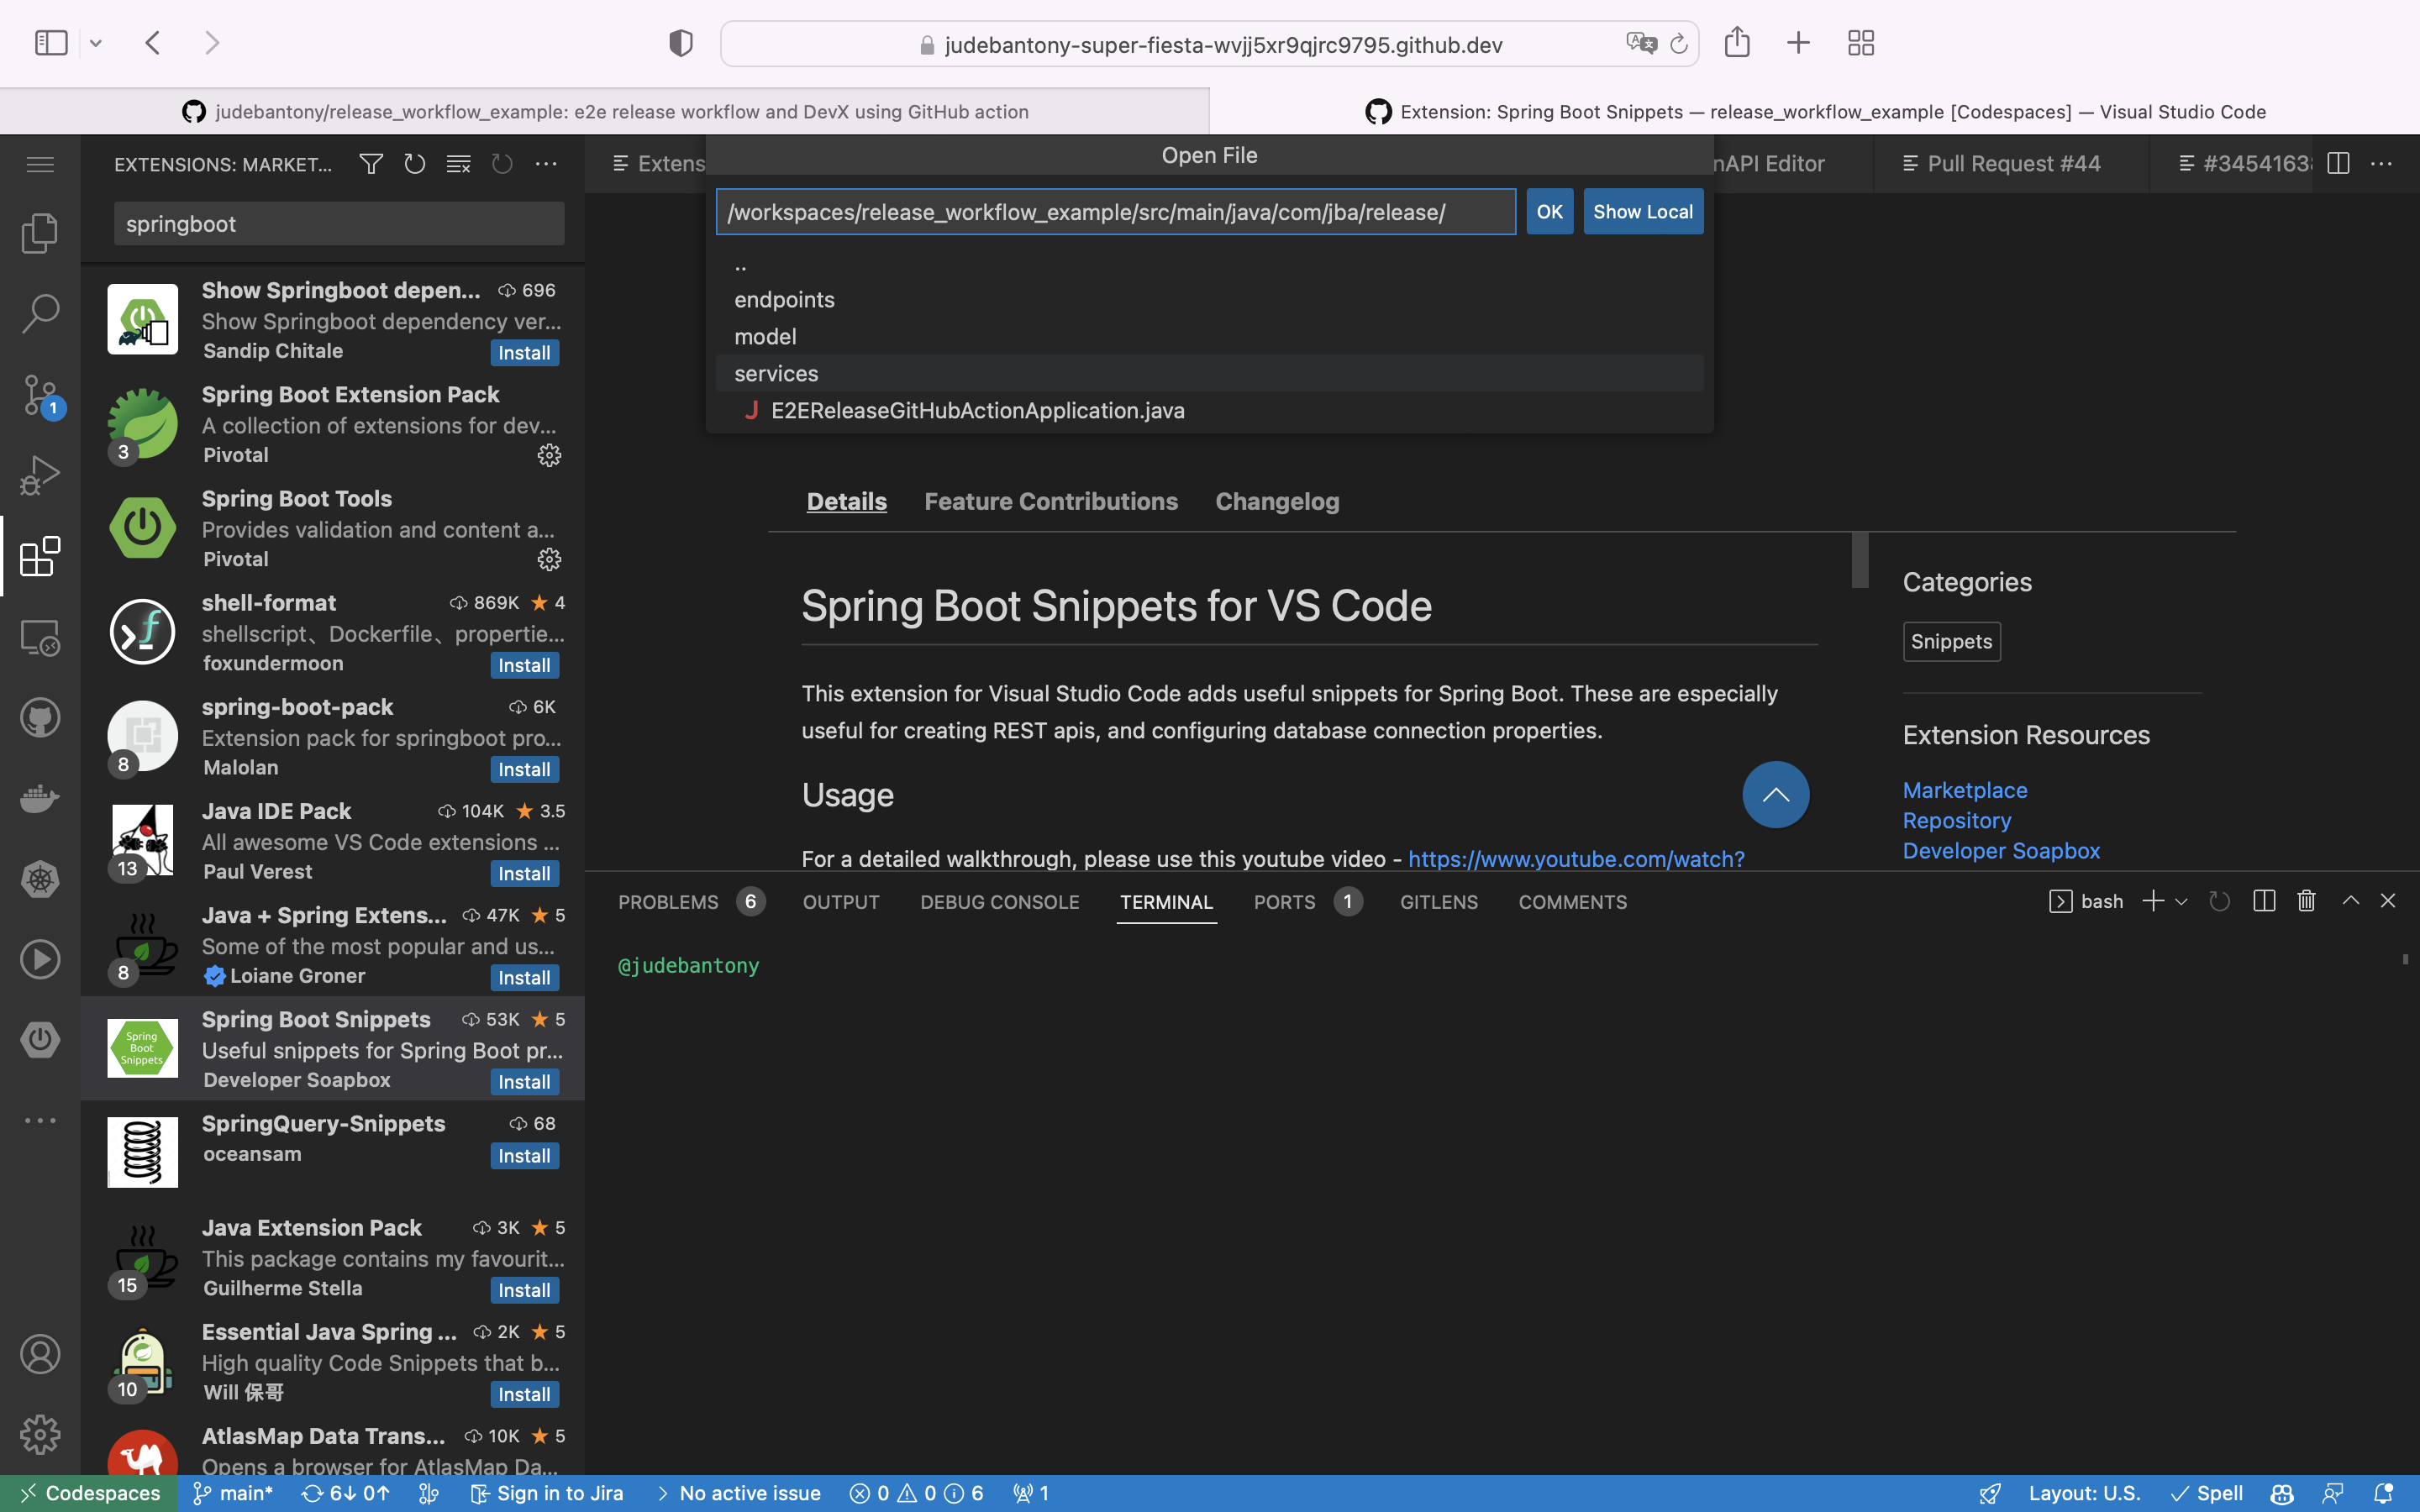 judebantony-super-fiesta-wvjj5xr9qjrc9795.github.dev
judebantony/release_workflow_example: e2e release workflow and DevX using GitHub action
Extension: Spring Boot Snippets — release_workflow_example [Codespaces] — Visual Studio Code
EXTENSIONS: MARKET...
springboot
Show Springboot depen... 696
Show Springboot dependency ver...
Sandip Chitale Install
Spring Boot Extension Pack
A collection of extensions for dev...
3 Pivotal
Spring Boot Tools
Provides validation and content a...
Pivotal
shell-format 869K ★ 4
shellscript、Dockerfile、propertie...
foxundermoon Install
spring-boot-pack 6K
Extension pack for springboot pro...
8 Malolan Install
Java IDE Pack 104K ★ 3.5
All awesome VS Code extensions ...
13 Paul Verest Install
Java + Spring Extens... 47K ★ 5
Some of the most popular and us...
8 Loiane Groner Install
Spring Boot Snippets 53K ★ 5
Useful snippets for Spring Boot pr...
Developer Soapbox Install
Spring
Boot
Snippets
SpringQuery-Snippets 68
oceansam Install
Java Extension Pack 3K ★ 5
This package contains my favourit...
15 Guilherme Stella Install
Essential Java Spring ... 2K ★ 5
High quality Code Snippets that b...
10 Will 保哥 Install
AtlasMap Data Trans... 10K ★ 5
Opens a browser for AtlasMap Da...
1
Extens
nAPI Editor
Pull Request #44
#3454163
Open File
/workspaces/release_workflow_example/src/main/java/com/jba/release/ OK Show Local
..
endpoints
model
services
J E2EReleaseGitHubActionApplication.java
Details Feature Contributions Changelog
Spring Boot Snippets for VS Code
This extension for Visual Studio Code adds useful snippets for Spring Boot. These are especially
useful for creating REST apis, and configuring database connection properties.
Usage
For a detailed walkthrough, please use this youtube video - https://www.youtube.com/watch?
Categories
Snippets
Extension Resources
Marketplace
Repository
Developer Soapbox
PROBLEMS 6 OUTPUT DEBUG CONSOLE TERMINAL PORTS 1 GITLENS COMMENTS bash
@judebantony
Codespaces main* 6↓ 0↑ Sign in to Jira > No active issue 0 0 6 1 Layout: U.S. Spell